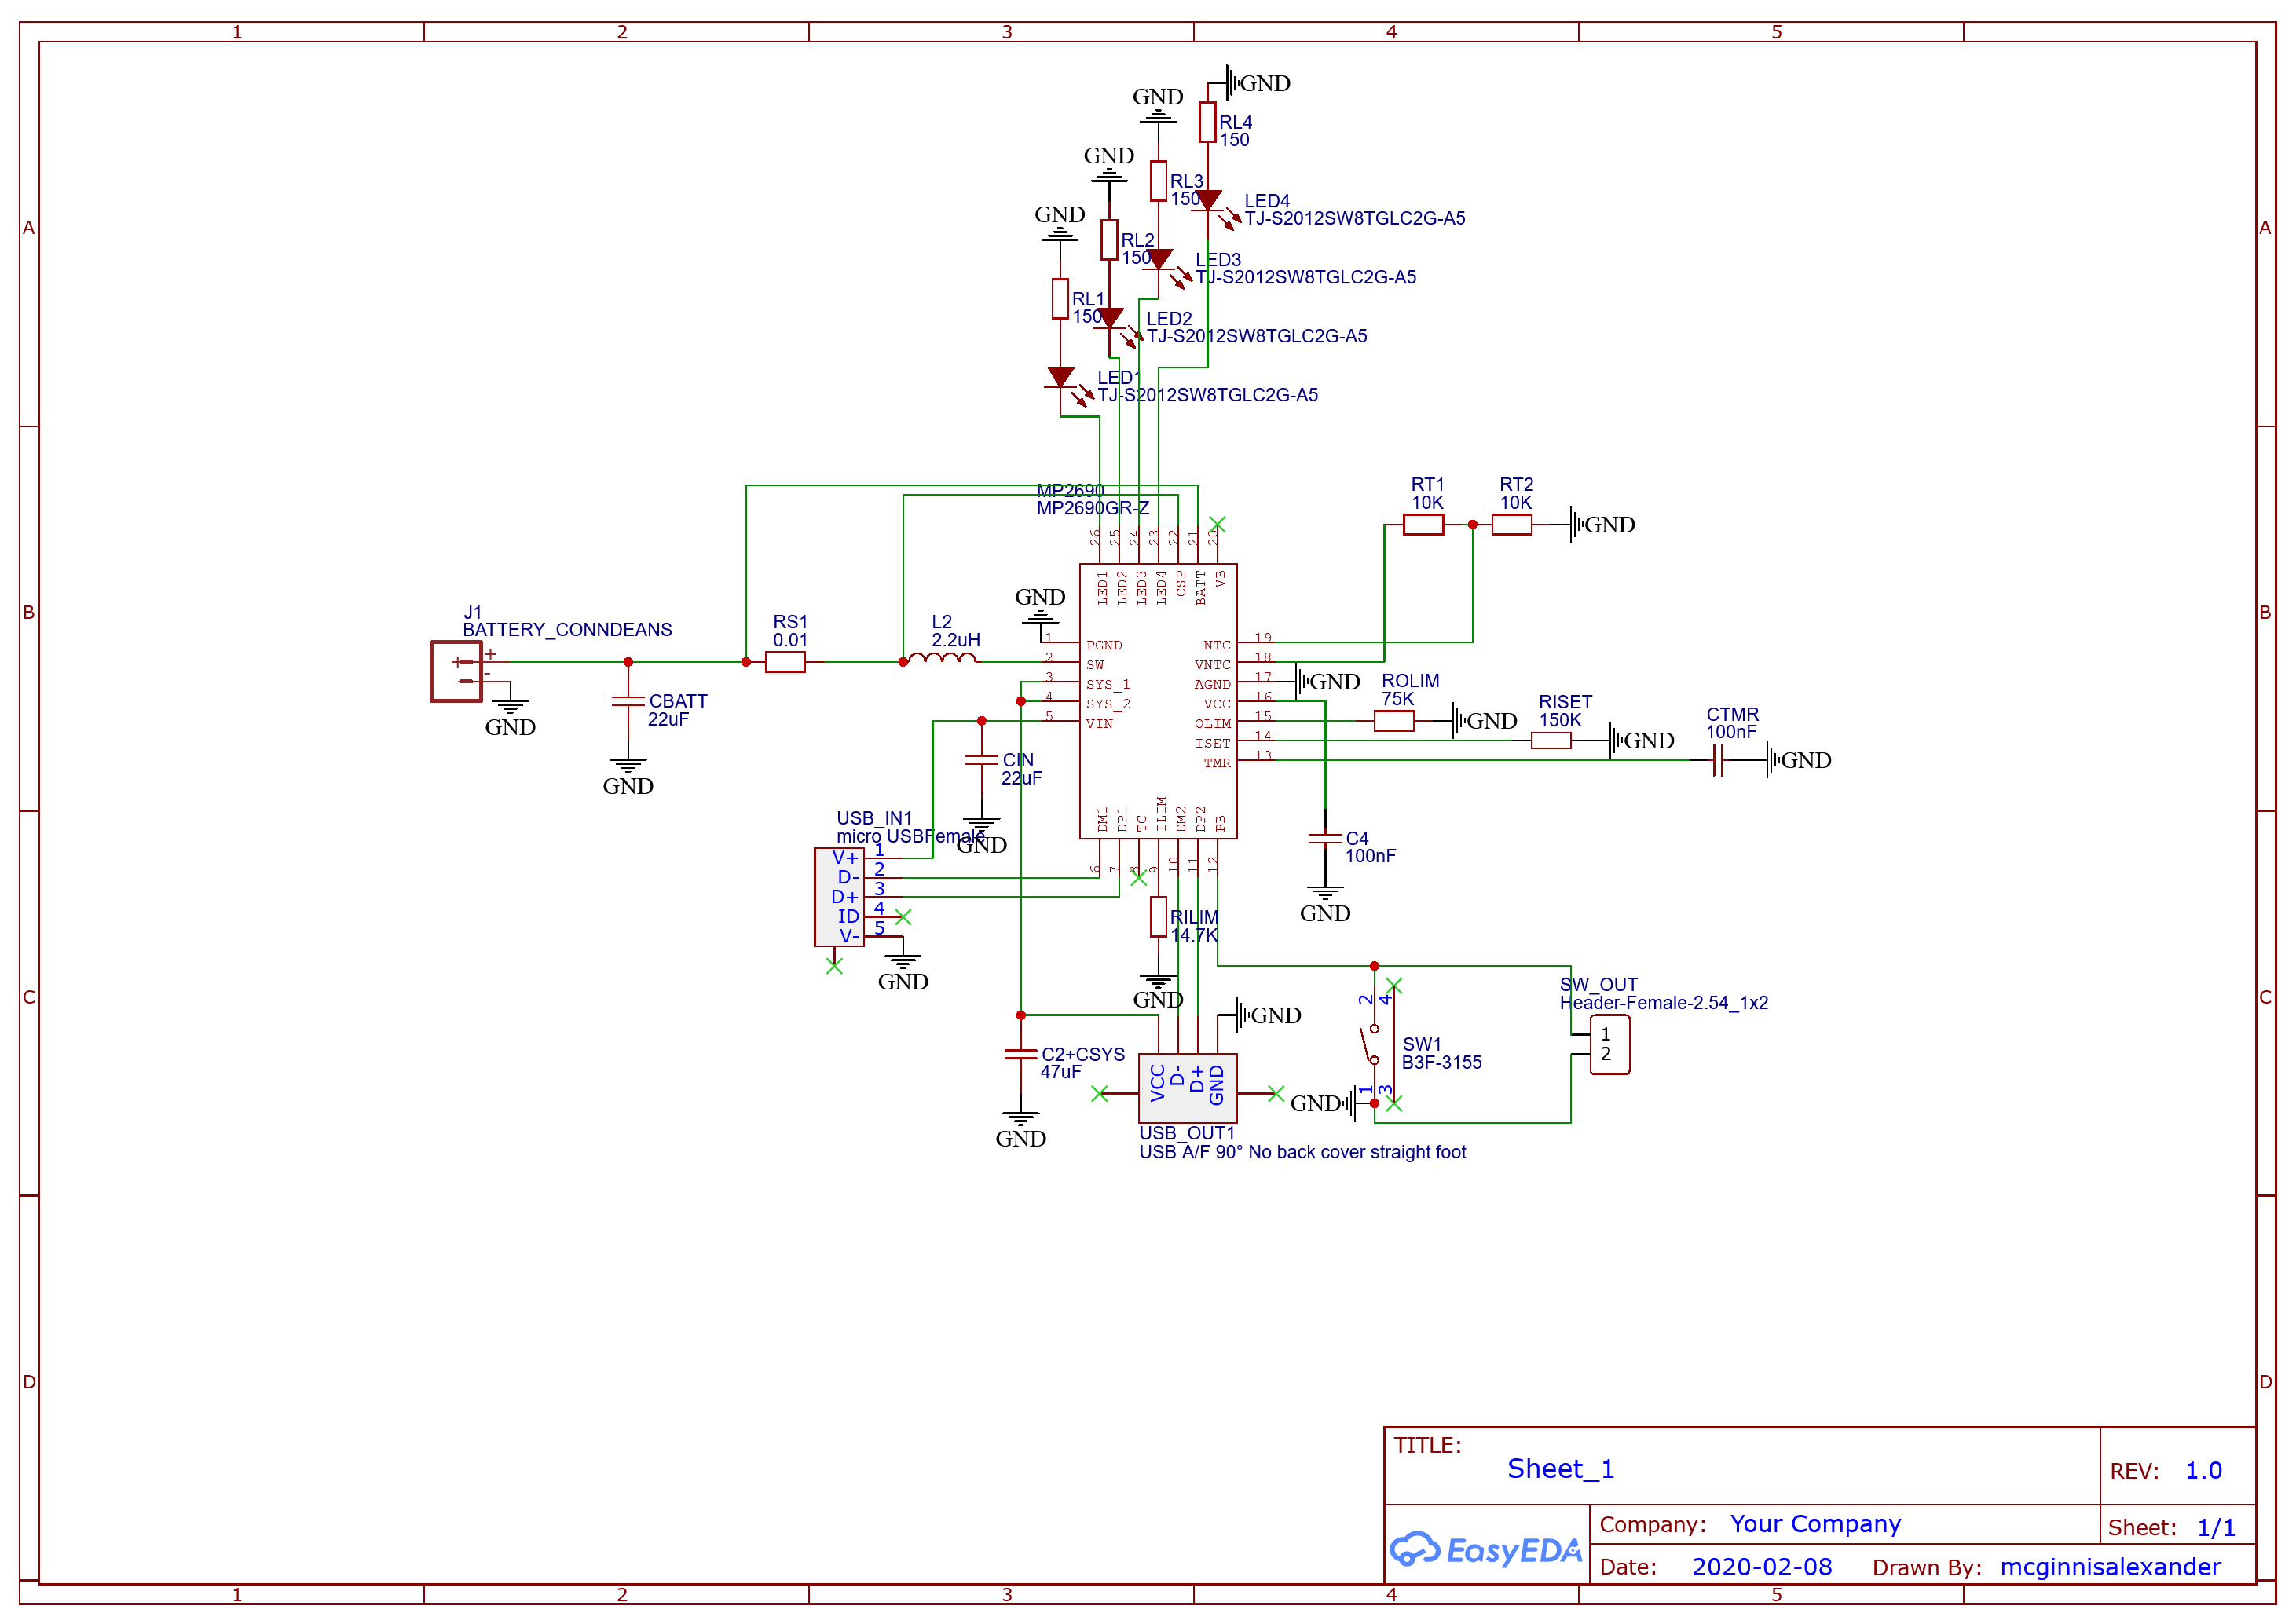 1 2 3 4 5
A A
B B
C C
D D
GND
RL4
150
GND
RL3
150
GND
RL2
150
GND
RL1
150
LED4
TJ-S2012SW8TGLC2G-A5
LED3
TJ-S2012SW8TGLC2G-A5
LED2
TJ-S2012SW8TGLC2G-A5
LED1
TJ-S2012SW8TGLC2G-A5
MP2690
MP2690GR-Z
26 25 24 23 22 21 20
LED1 LED2 LED3 LED4 CSP BATT VB
RT1
10K
RT2
10K
GND
J1
BATTERY_CONNDEANS
+
-
GND
CBATT
22uF
GND
RS1
0.01
L2
2.2uH
GND
1 PGND
2 SW
3 SYS_1
4 SYS_2
5 VIN
NTC 19
VNTC 18
AGND 17
VCC 16
OLIM 15
ISET 14
TMR 13
GND
ROLIM
75K
GND
RISET
150K
GND
CTMR
100nF
GND
CIN
22uF
GND
DM1 DP1 TC ILIM DM2 DP2 PB
6 7 8 9 10 11 12
C4
100nF
GND
USB_IN1
micro USBFemale
V+ 1
D- 2
D+ 3
ID 4
V- 5
GND
RILIM
14.7K
GND
C2+CSYS
47uF
GND
GND
VCC D- D+ GND
USB_OUT1
USB A/F 90° No back cover straight foot
2 4
1 3
SW1
B3F-3155
GND
SW_OUT
Header-Female-2.54_1x2
1
2
TITLE:
Sheet_1
REV: 1.0
EasyEDA
Company: Your Company
Sheet: 1/1
Date: 2020-02-08 Drawn By: mcginnisalexander
1 2 3 4 5